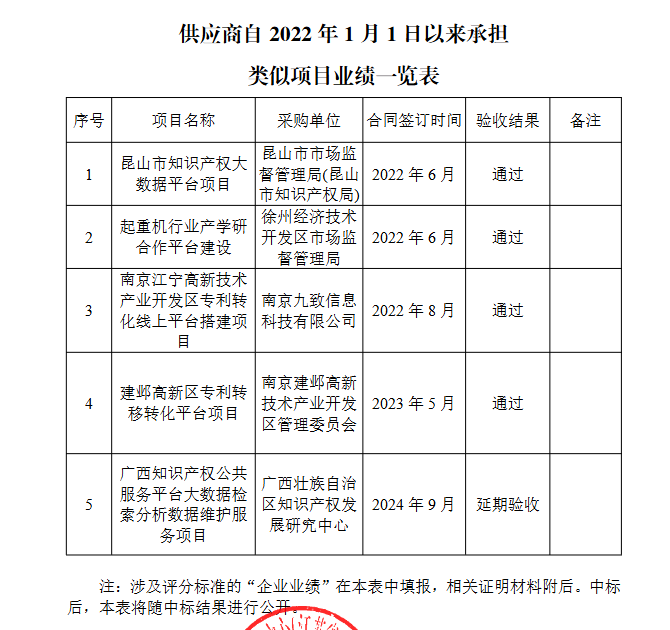 供应商自 2022 年 1 月 1 日以来承担
类似项目业绩一览表
序号 项目名称 采购单位 合同签订时间 验收结果 备注
1 昆山市知识产权大数据平台项目 昆山市市场监督管理局(昆山市知识产权局) 2022 年 6 月 通过
2 起重机行业产学研合作平台建设 徐州经济技术开发区市场监督管理局 2022 年 6 月 通过
3 南京江宁高新技术产业开发区专利转化线上平台搭建项目 南京九致信息科技有限公司 2022 年 8 月 通过
4 建邺高新区专利转移转化平台项目 南京建邺高新技术产业开发区管理委员会 2023 年 5 月 通过
5 广西知识产权公共服务平台大数据检索分析数据维护服务项目 广西壮族自治区知识产权发展研究中心 2024 年 9 月 延期验收
注：涉及评分标准的“企业业绩”在本表中填报，相关证明材料附后。中标
后，本表将随中标结果进行公开。